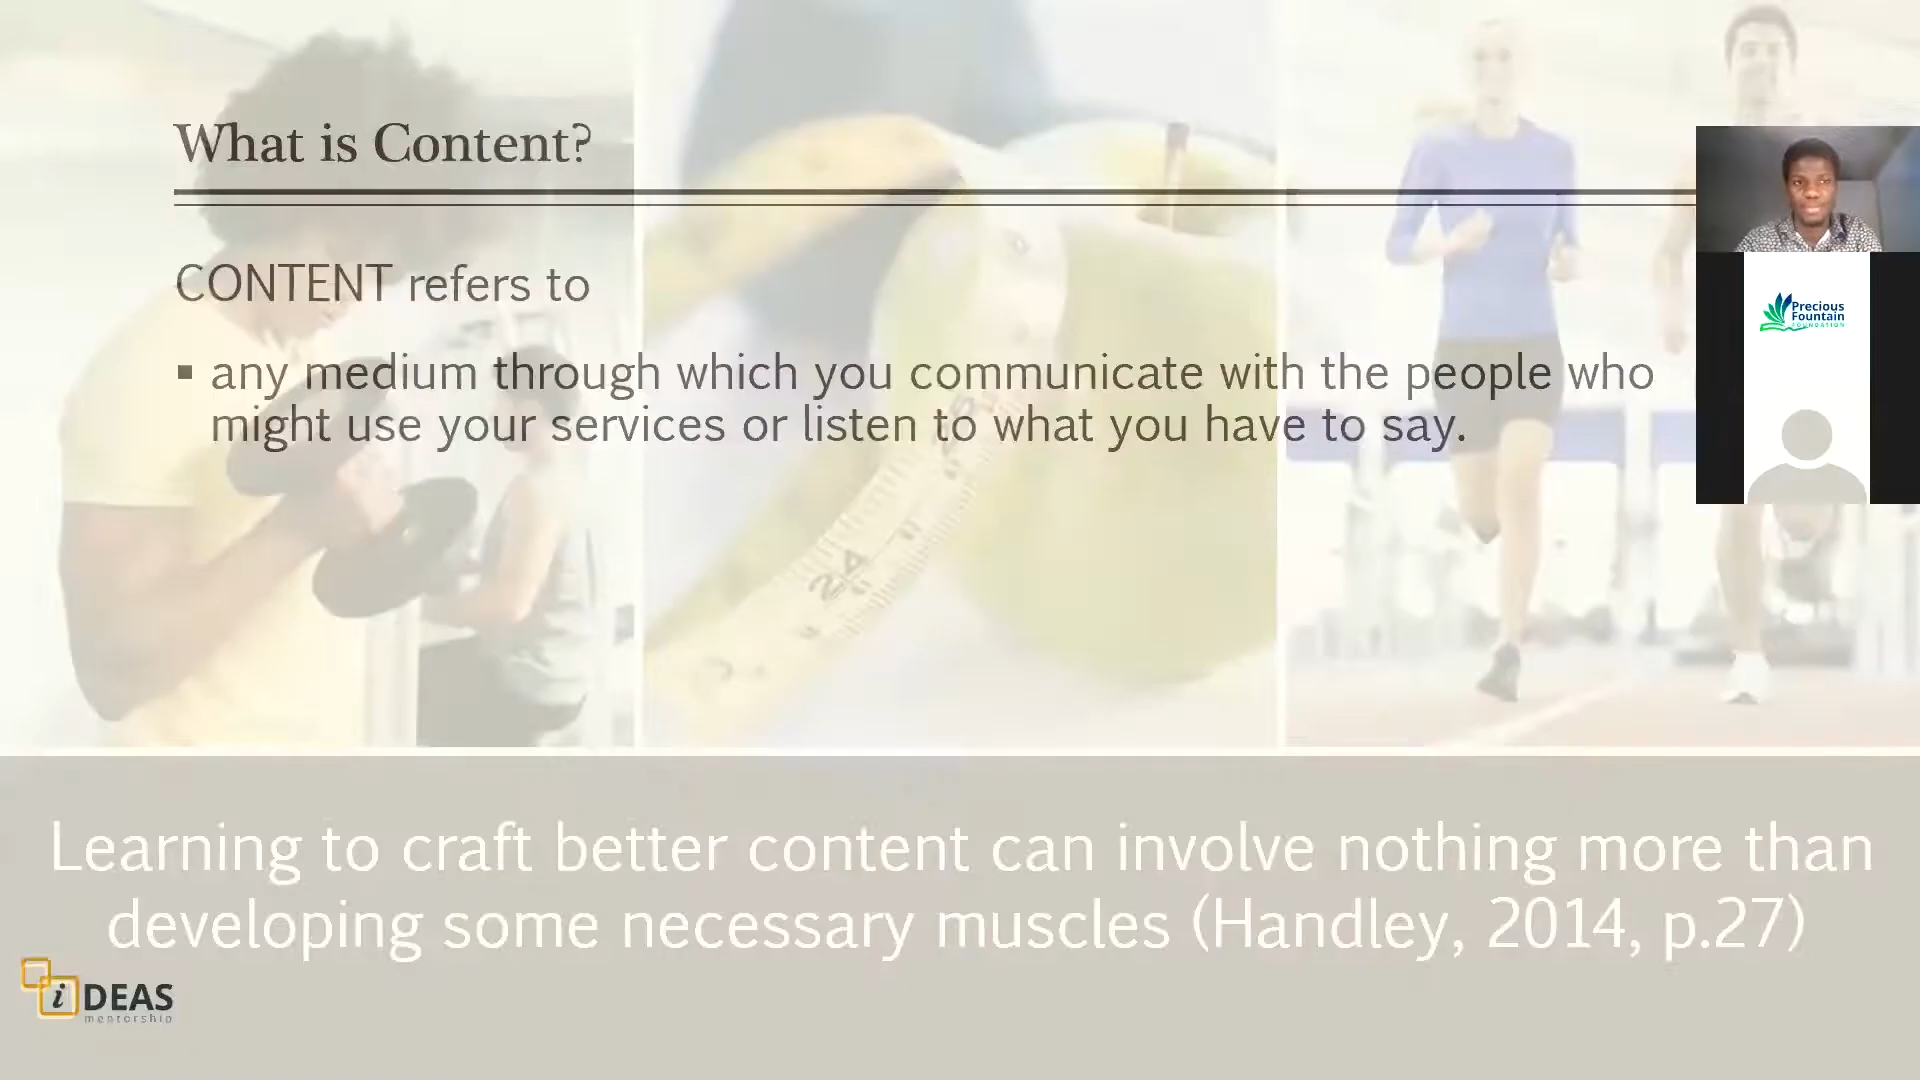 What is Content?
CONTENT refers to
▪ any medium through which you communicate with the people who
might use your services or listen to what you have to say.
Precious
Fountain
FOUNDATION
24
Learning to craft better content can involve nothing more than
developing some necessary muscles (Handley, 2014, p.27)
iDEAS
mentorship